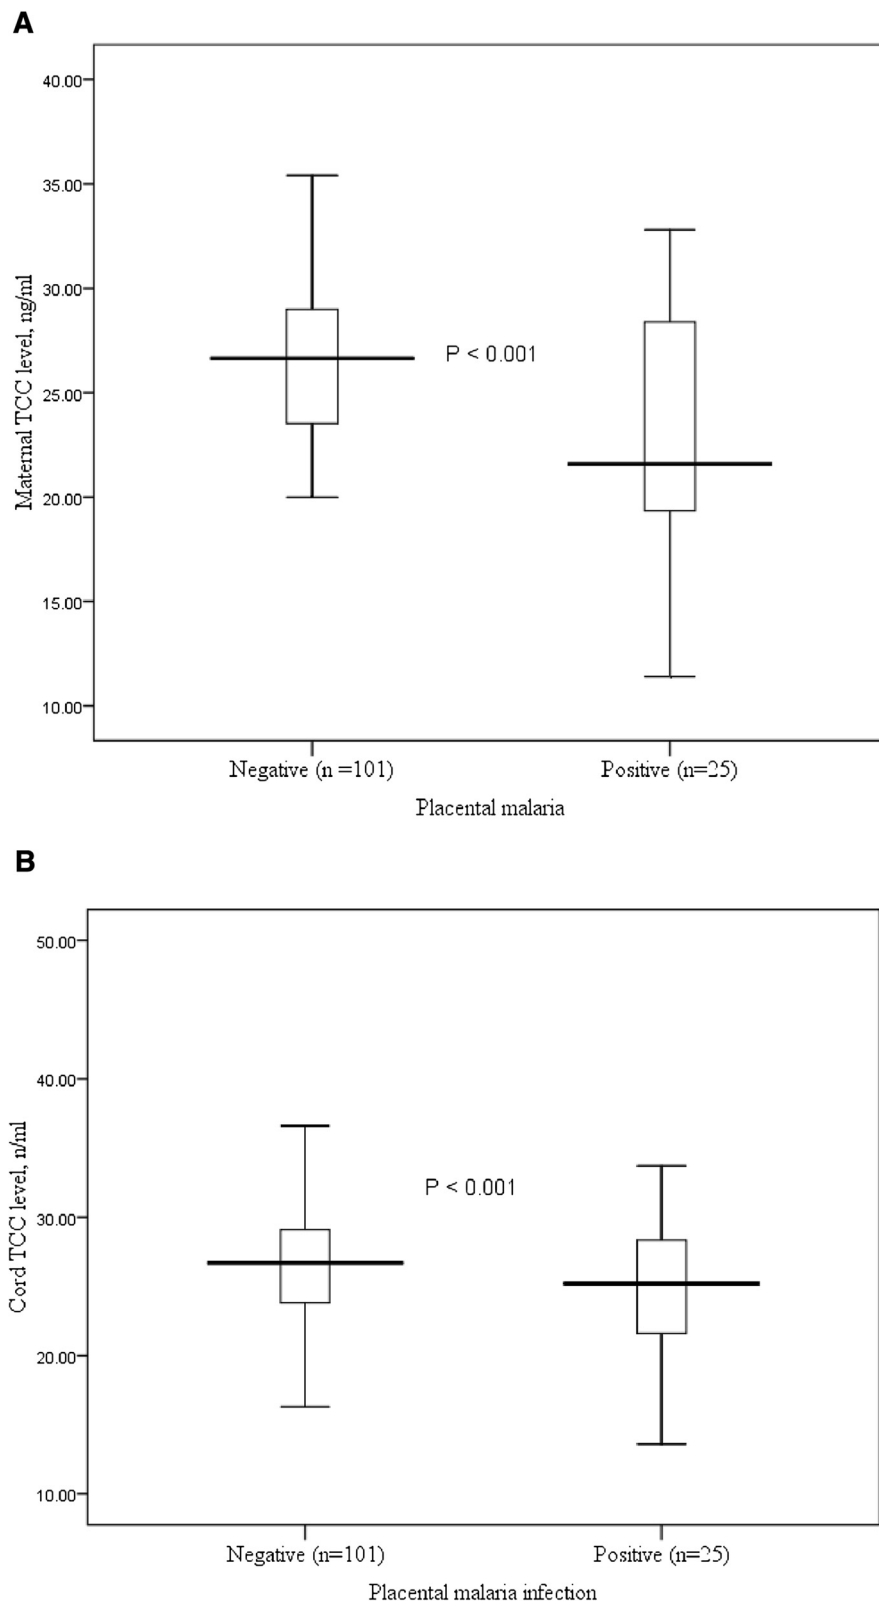 A
40.00
35.00
30.00
25.00
20.00
15.00
10.00
Maternal TCC level, ng/ml
P < 0.001
Negative (n =101)
Positive (n=25)
Placental malaria
B
50.00
40.00
30.00
20.00
10.00
Cord TCC level, n/ml
P < 0.001
Negative (n=101)
Positive (n=25)
Placental malaria infection